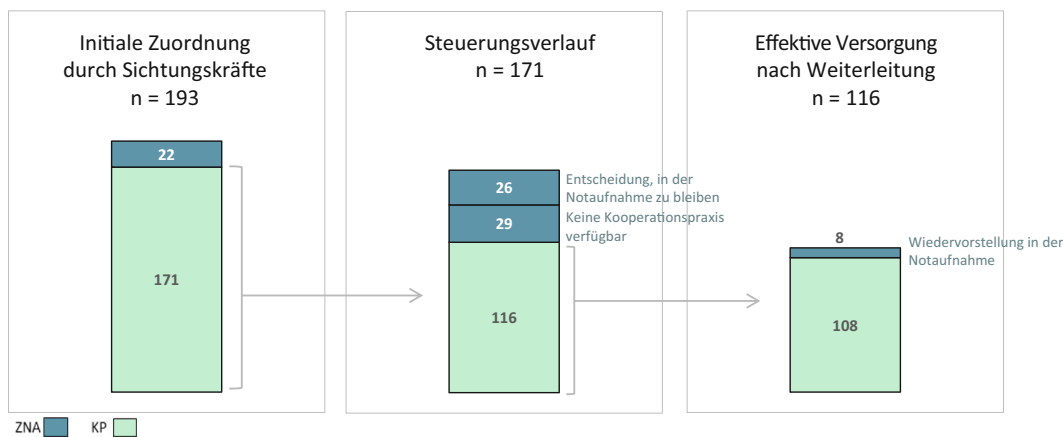 Initiale Zuordnung
durch Sichtungskräfte
n = 193
22
171
Steuerungsverlauf
n = 171
26
29
116
Entscheidung, in der
Notaufnahme zu bleiben
Keine Kooperationspraxis
verfügbar
Effektive Versorgung
nach Weiterleitung
n = 116
8
108
Wiedervorstellung in der
Notaufnahme
ZNA
KP